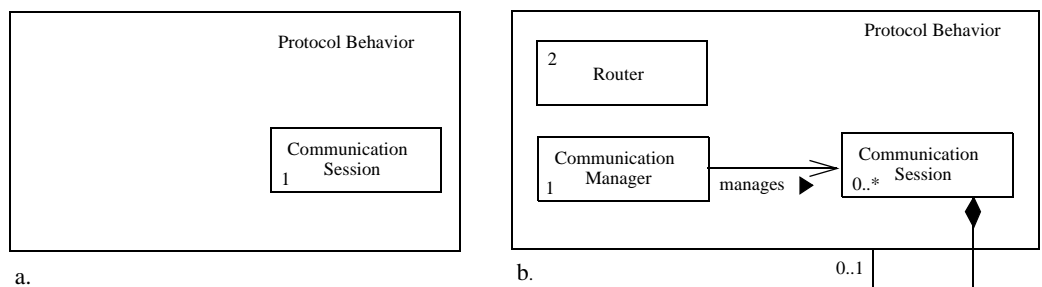 Protocol Behavior
Communication
Session
1
a.
Protocol Behavior
2
Router
Communication
Manager
1
manages
Communication
Session
0..*
b.
0..1